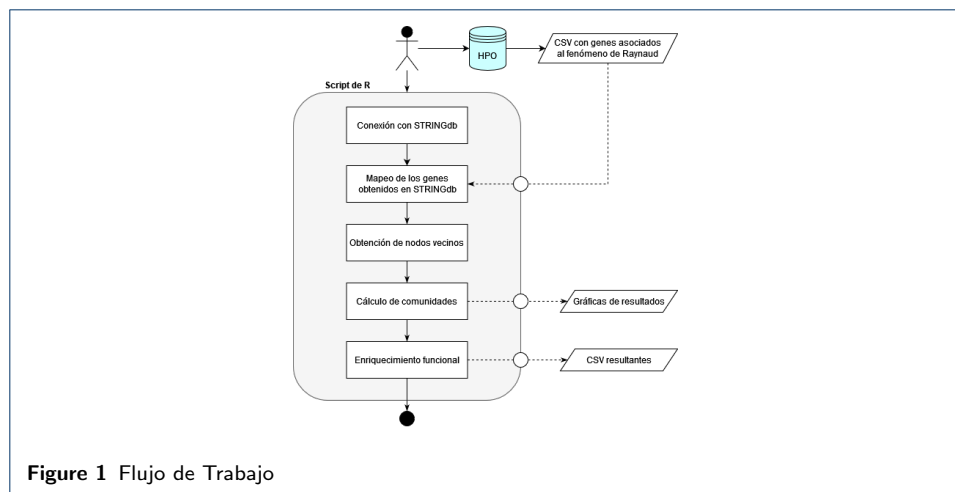 HPO
CSV con genes asociados
al fenómeno de Raynaud
Script de R
Conexión con STRINGdb
Mapeo de los genes
obtenidos en STRINGdb
Obtención de nodos vecinos
Cálculo de comunidades
Gráficas de resultados
Enriquecimiento funcional
CSV resultantes
Figure 1 Flujo de Trabajo